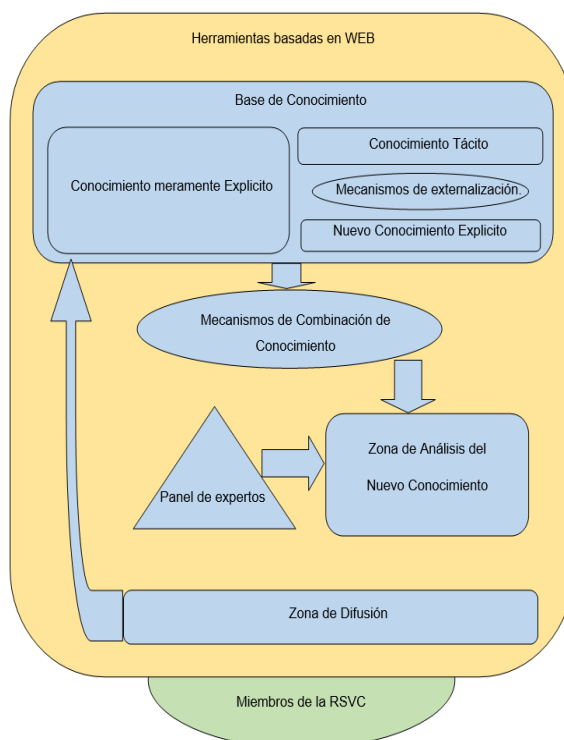 Herramientas basadas en WEB
Base de Conocimiento
Conocimiento meramente Explicito
Conocimiento Tácito
Mecanismos de externalización.
Nuevo Conocimiento Explicito
Mecanismos de Combinación de
Conocimiento
Zona de Análisis del
Nuevo Conocimiento
Panel de expertos
Zona de Difusión
Miembros de la RSVC